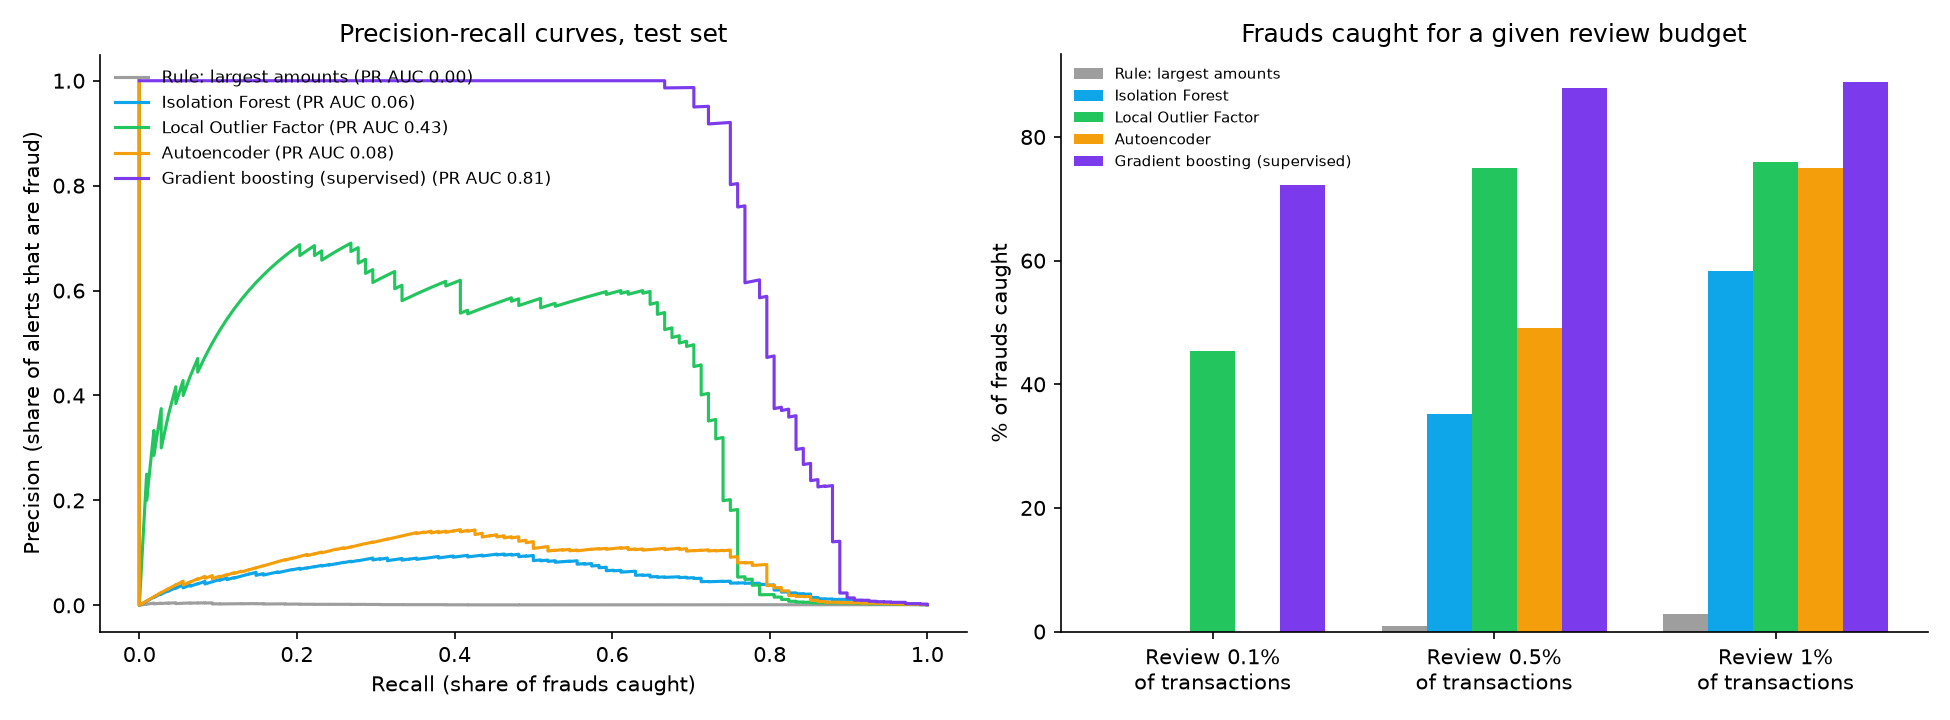 Precision-recall curves, test set
Precision (share of alerts that are fraud)
1.0
0.8
0.6
0.4
0.2
0.0
Rule: largest amounts (PR AUC 0.00)
Isolation Forest (PR AUC 0.06)
Local Outlier Factor (PR AUC 0.43)
Autoencoder (PR AUC 0.08)
Gradient boosting (supervised) (PR AUC 0.81)
0.0 0.2 0.4 0.6 0.8 1.0
Recall (share of frauds caught)
Frauds caught for a given review budget
% of frauds caught
80
60
40
20
0
Rule: largest amounts
Isolation Forest
Local Outlier Factor
Autoencoder
Gradient boosting (supervised)
Review 0.1%
of transactions
Review 0.5%
of transactions
Review 1%
of transactions